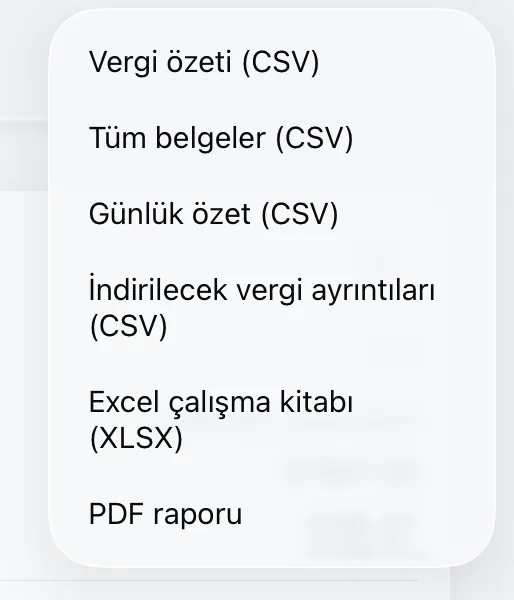 Vergi özeti (CSV)
Tüm belgeler (CSV)
Günlük özet (CSV)
İndirilecek vergi ayrıntıları
(CSV)
Excel çalışma kitabı
(XLSX)
PDF raporu